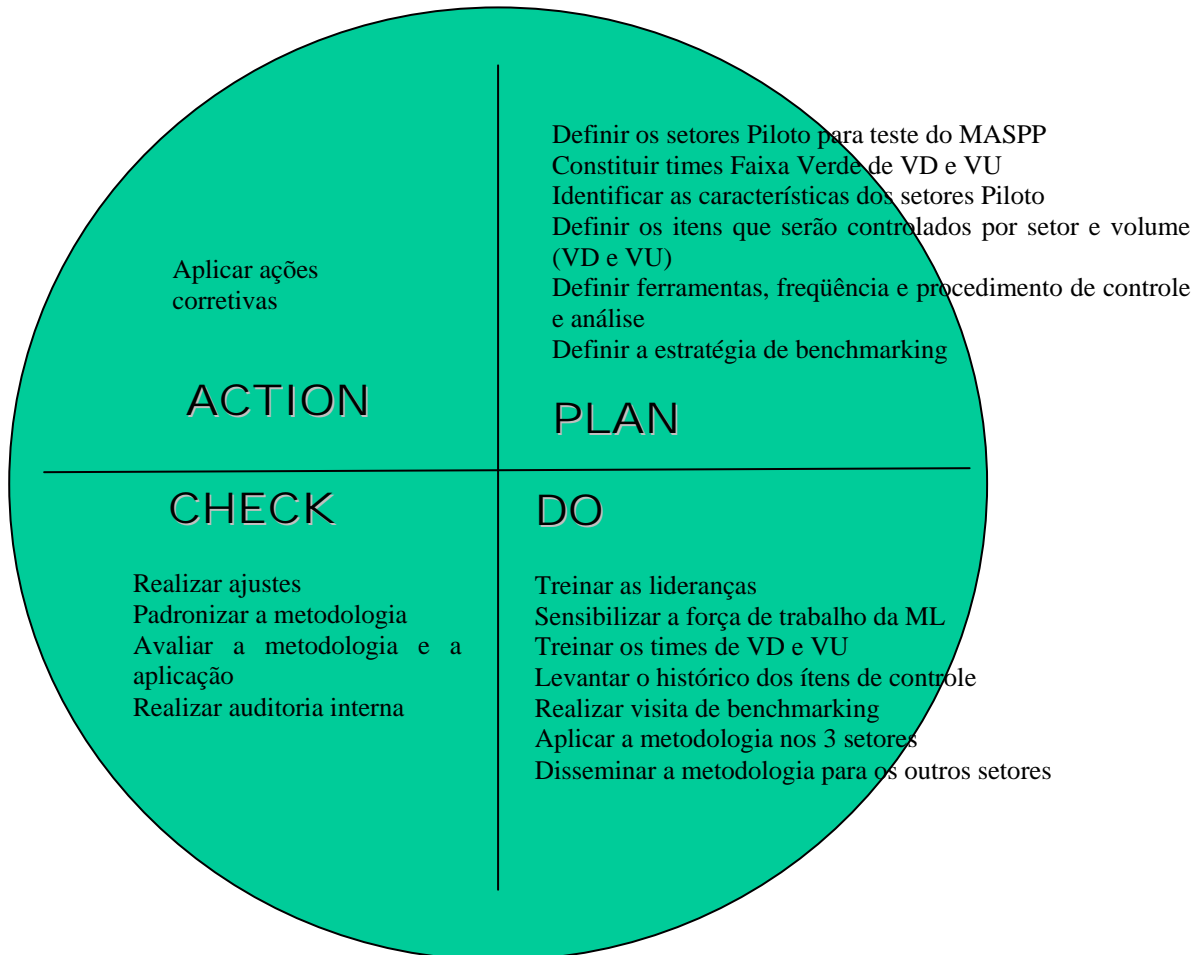 Definir os setores Piloto para teste do MASPP
Constituir times Faixa Verde de VD e VU
Identificar as características dos setores Piloto
Definir os itens que serão controlados por setor e volume
(VD e VU)
Definir ferramentas, freqüência e procedimento de controle
e análise
Definir a estratégia de benchmarking
PLAN
Aplicar ações
corretivas
ACTION
CHECK
Realizar ajustes
Padronizar a metodologia
Avaliar a metodologia e a
aplicação
Realizar auditoria interna
DO
Treinar as lideranças
Sensibilizar a força de trabalho da ML
Treinar os times de VD e VU
Levantar o histórico dos ítens de controle
Realizar visita de benchmarking
Aplicar a metodologia nos 3 setores
Disseminar a metodologia para os outros setores